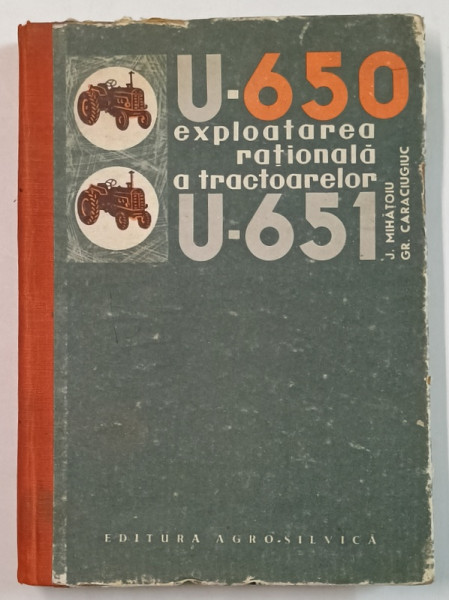 U-650
exploatarea
rațională
a tractoarelor
U-651
J. MIHĂȚOIU
GR. CARACIUGIUC
EDITURA AGRO-SILVICĂ